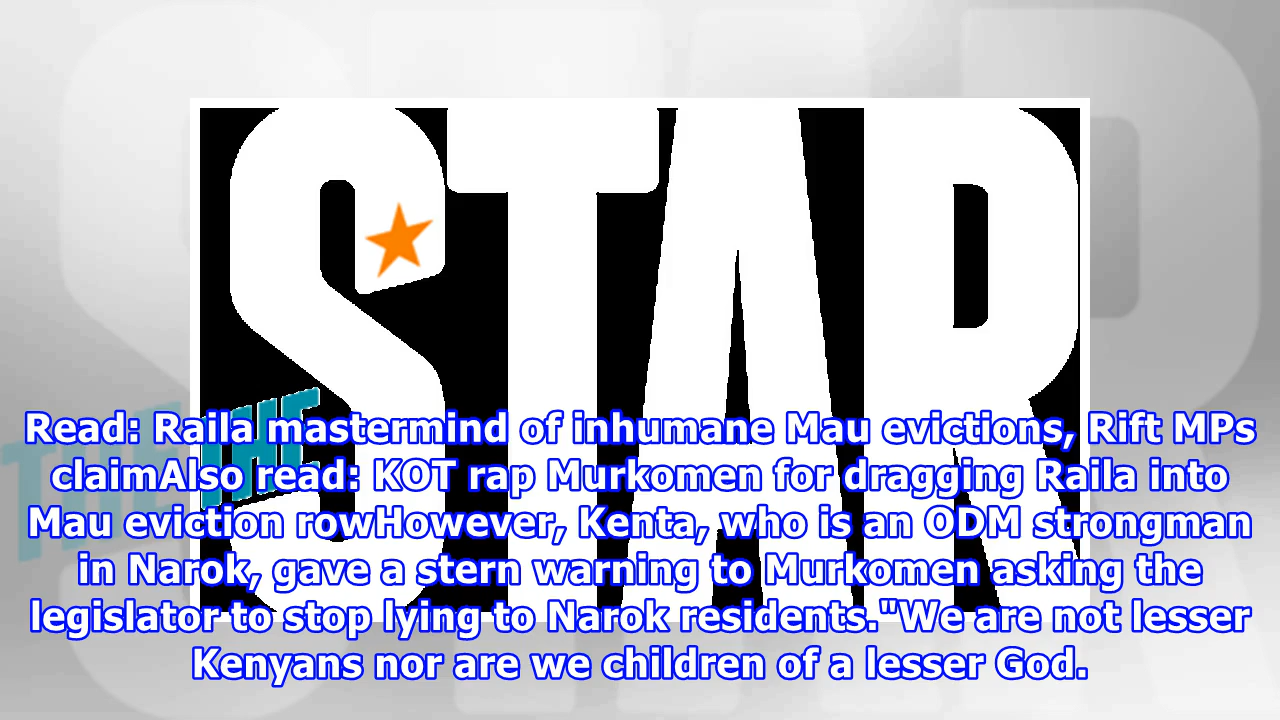 THE
STAR
Read: Raila mastermind of inhumane Mau evictions, Rift MPs
claimAlso read: KOT rap Murkomen for dragging Raila into
Mau eviction rowHowever, Kenta, who is an ODM strongman
in Narok, gave a stern warning to Murkomen asking the
legislator to stop lying to Narok residents."We are not lesser
Kenyans nor are we children of a lesser God.